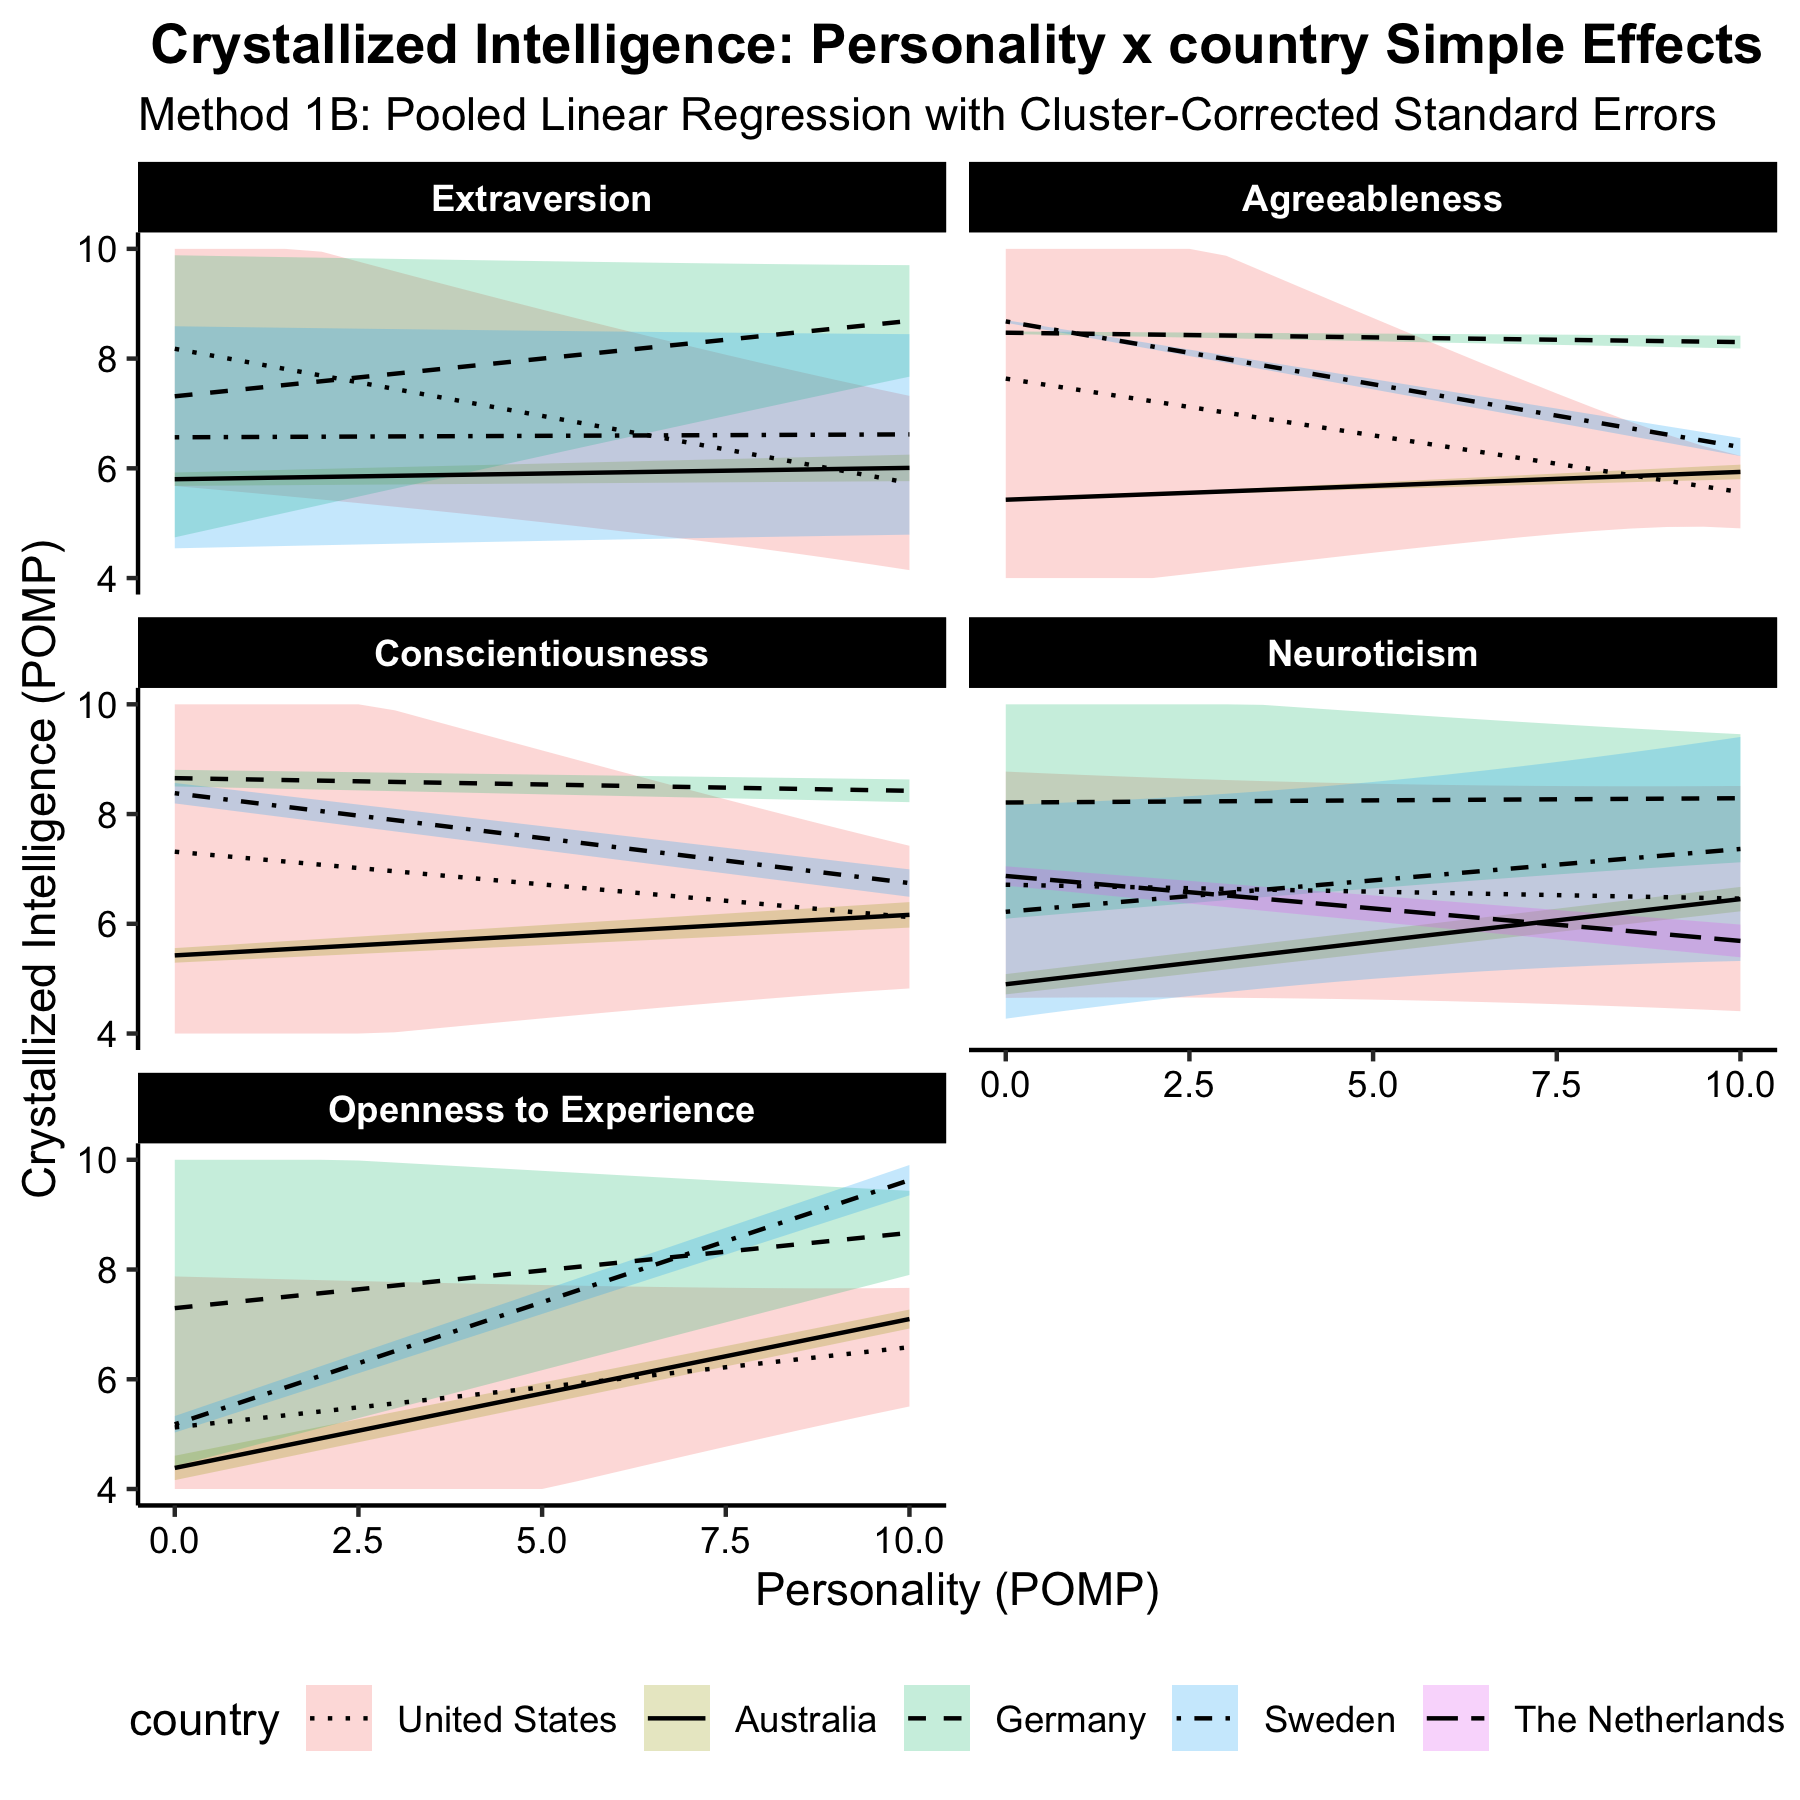 Crystallized Intelligence: Personality x country Simple Effects
Method 1B: Pooled Linear Regression with Cluster-Corrected Standard Errors
Extraversion
Agreeableness
10
8
6
4
Conscientiousness
Neuroticism
10
8
6
4
0.0 2.5 5.0 7.5 10.0
Openness to Experience
10
8
6
4
0.0 2.5 5.0 7.5 10.0
Crystallized Intelligence (POMP)
Personality (POMP)
country United States Australia Germany Sweden The Netherlands